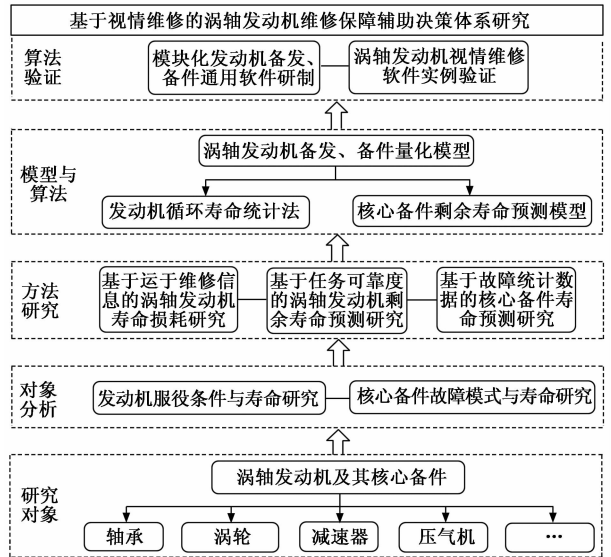 基于视情维修的涡轴发动机维修保障辅助决策体系研究
算法
验证
模块化发动机备发、
备件通用软件研制
涡轴发动机视情维修
软件实例验证
模型与
算法
涡轴发动机备发、备件量化模型
发动机循环寿命统计法
核心备件剩余寿命预测模型
方法
研究
基于运于维修信
息的涡轴发动机
寿命损耗研究
基于任务可靠度
的涡轴发动机剩
余寿命预测研究
基于故障统计数
据的核心备件寿
命预测研究
对象
分析
发动机服役条件与寿命研究
核心备件故障模式与寿命研究
研究
对象
涡轴发动机及其核心备件
轴承
涡轮
减速器
压气机
···